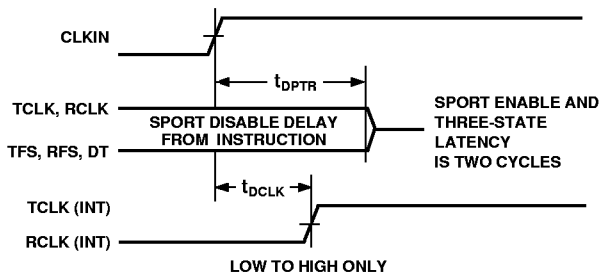 CLKIN
tDPTR
TCLK, RCLK
SPORT DISABLE DELAY
FROM INSTRUCTION
TFS, RFS, DT
SPORT ENABLE AND
THREE-STATE
LATENCY
IS TWO CYCLES
tDCLK
TCLK (INT)
RCLK (INT)
LOW TO HIGH ONLY